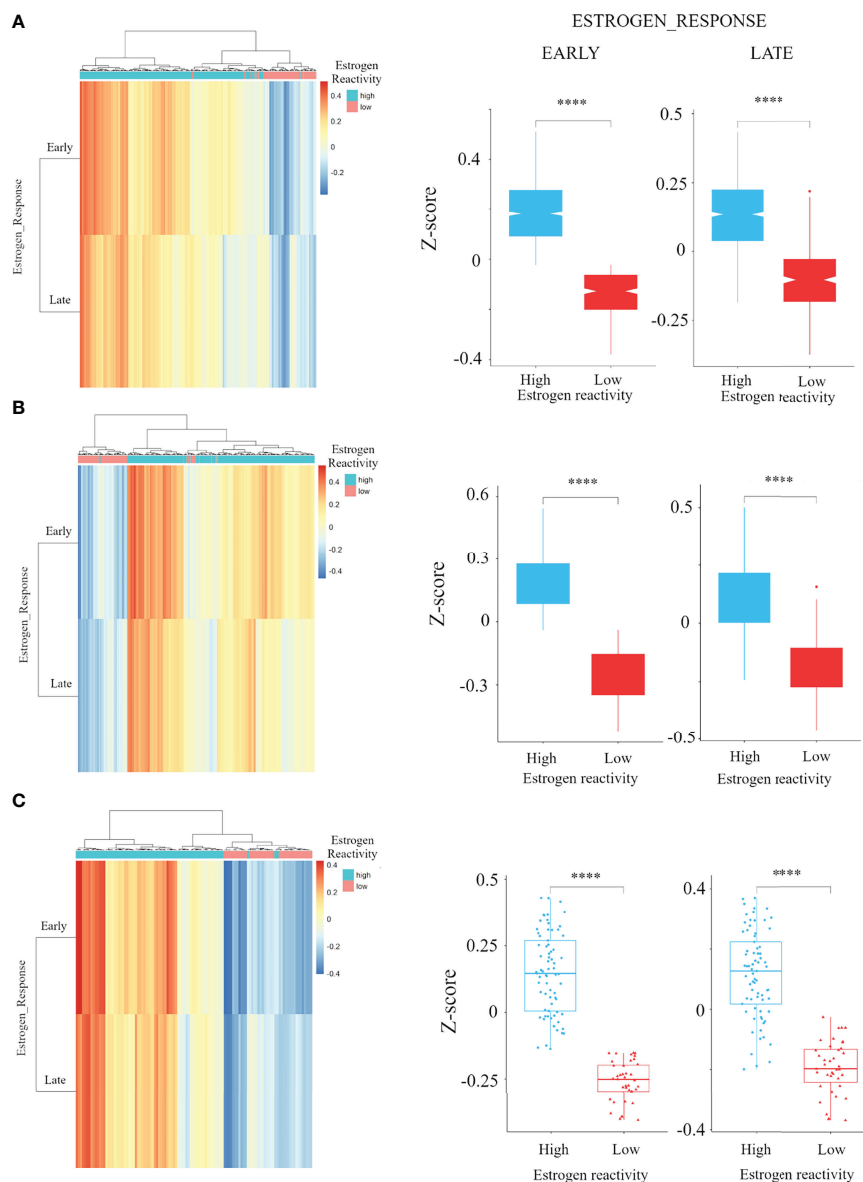 A
ESTROGEN_RESPONSE
EARLY
LATE
Estrogen
Reactivity
high
low
0.4
0.2
0
-0.2
Early
Late
Estrogen_Response
Z-score
0.4
0
-0.4
****
High
Low
Estrogen reactivity
0.5
0.25
0
-0.25
****
High
Low
Estrogen reactivity
B
Estrogen
Reactivity
high
low
0.4
0.2
0
-0.2
-0.4
Early
Late
Estrogen_Response
Z-score
0.6
0.3
0
-0.3
****
High
Low
Estrogen reactivity
0.5
0
-0.5
****
High
Low
Estrogen reactivity
C
Estrogen
Reactivity
high
low
0.4
0.2
0
-0.2
-0.4
Early
Late
Estrogen_Response
Z-score
0.5
0.25
0
-0.25
****
High
Low
Estrogen reactivity
0.4
0
-0.4
****
High
Low
Estrogen reactivity